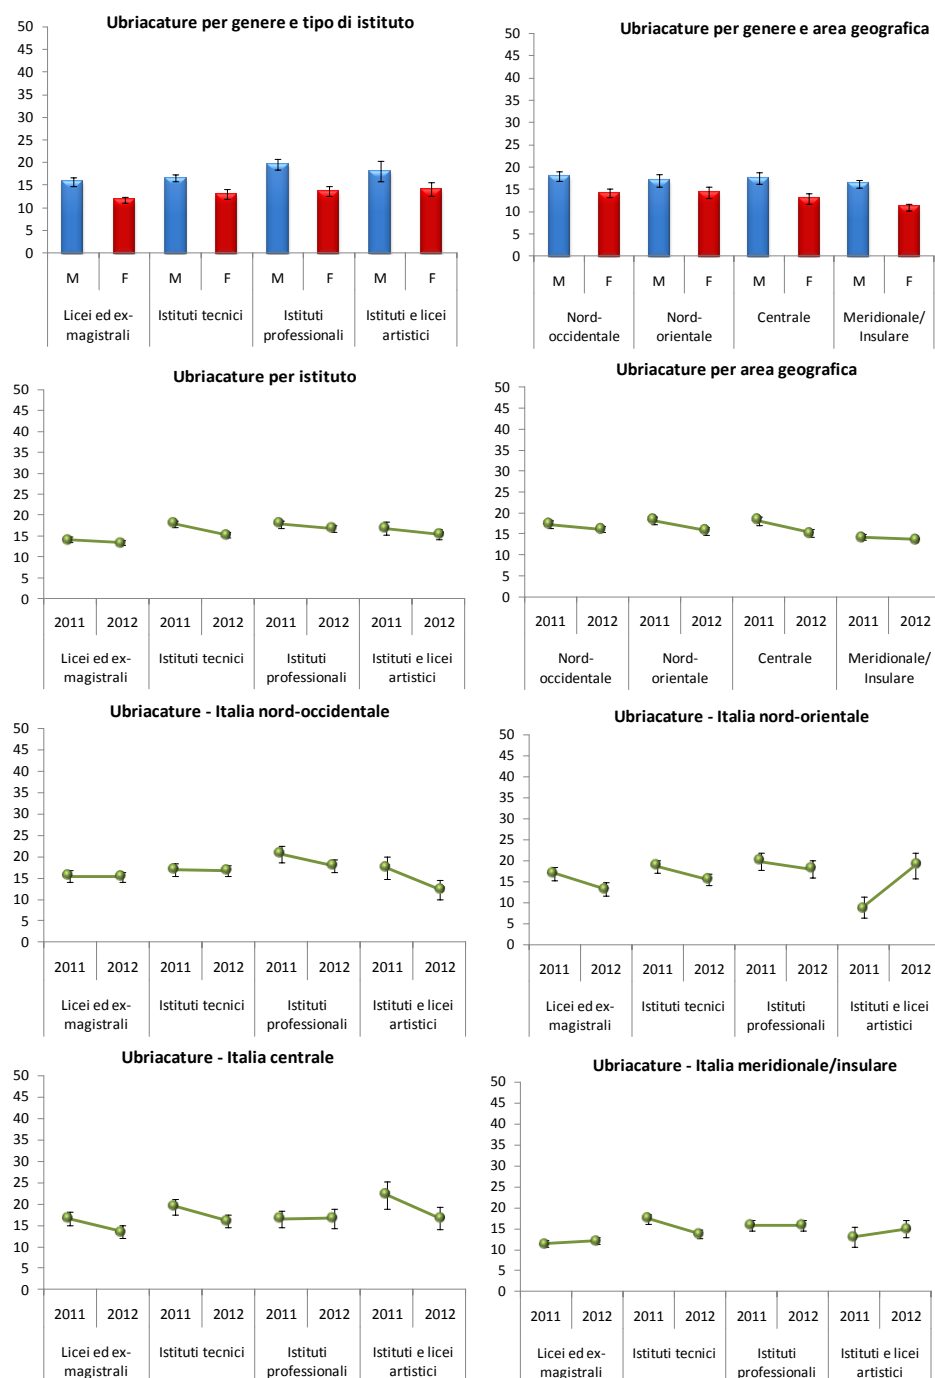 Ubriacature per genere e tipo di istituto
50
45
40
35
30
25
20
15
10
5
0
M F M F M F M F
Licei ed ex-
magistrali
Istituti tecnici
Istituti
professionali
Istituti e licei
artistici
Ubriacature per genere e area geografica
50
45
40
35
30
25
20
15
10
5
0
M F M F M F M F
Nord-
occidentale
Nord-
orientale
Centrale
Meridionale/
Insulare
Ubriacature per istituto
50
45
40
35
30
25
20
15
10
5
0
2011 2012 2011 2012 2011 2012 2011 2012
Licei ed ex-
magistrali
Istituti tecnici
Istituti
professionali
Istituti e licei
artistici
Ubriacature per area geografica
50
45
40
35
30
25
20
15
10
5
0
2011 2012 2011 2012 2011 2012 2011 2012
Nord-
occidentale
Nord-
orientale
Centrale
Meridionale/
Insulare
Ubriacature - Italia nord-occidentale
50
45
40
35
30
25
20
15
10
5
0
2011 2012 2011 2012 2011 2012 2011 2012
Licei ed ex-
magistrali
Istituti tecnici
Istituti
professionali
Istituti e licei
artistici
Ubriacature - Italia nord-orientale
50
45
40
35
30
25
20
15
10
5
0
2011 2012 2011 2012 2011 2012 2011 2012
Licei ed ex-
magistrali
Istituti tecnici
Istituti
professionali
Istituti e licei
artistici
Ubriacature - Italia centrale
50
45
40
35
30
25
20
15
10
5
0
2011 2012 2011 2012 2011 2012 2011 2012
Licei ed ex-
magistrali
Istituti tecnici
Istituti
professionali
Istituti e licei
artistici
Ubriacature - Italia meridionale/insulare
50
45
40
35
30
25
20
15
10
5
0
2011 2012 2011 2012 2011 2012 2011 2012
Licei ed ex-
magistrali
Istituti tecnici
Istituti
professionali
Istituti e licei
artistici